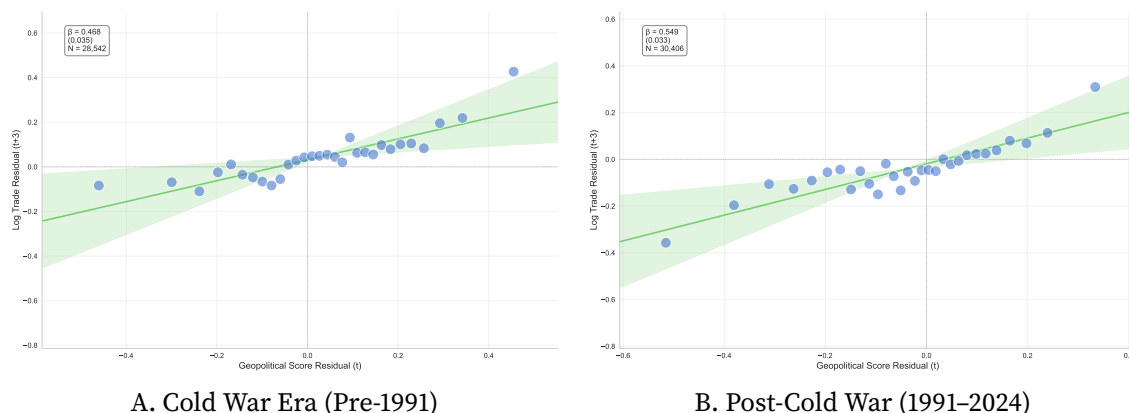 β = 0.468
(0.035)
N = 28,542
0.6
0.4
0.2
0.0
−0.2
−0.4
−0.6
−0.8
Log Trade Residual (t+3)
−0.4
−0.2
0.0
0.2
0.4
Geopolitical Score Residual (t)
A. Cold War Era (Pre-1991)
β = 0.549
(0.033)
N = 30,406
0.6
0.4
0.2
0.0
−0.2
−0.4
−0.6
−0.8
Log Trade Residual (t+3)
−0.6
−0.4
−0.2
0.0
0.2
Geopolitical Score Residual (t)
B. Post-Cold War (1991–2024)